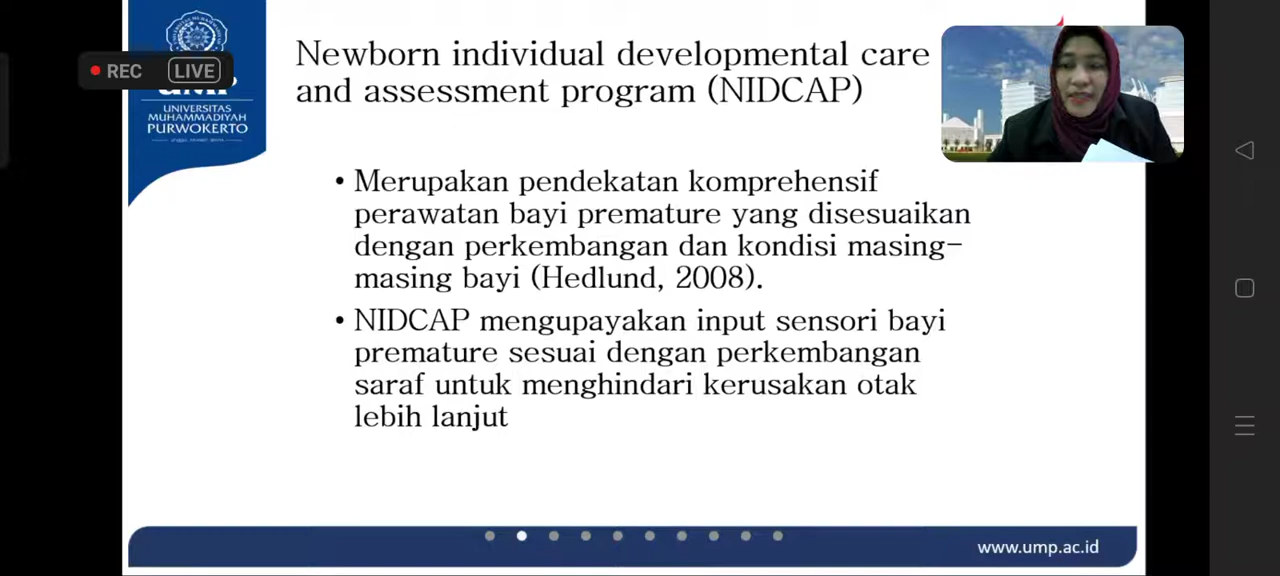 Newborn individual developmental care
and assessment program (NIDCAP)
REC LIVE
UMP
UNIVERSITAS
MUHAMMADIYAH
PURWOKERTO
• Merupakan pendekatan komprehensif
perawatan bayi premature yang disesuaikan
dengan perkembangan dan kondisi masing-
masing bayi (Hedlund, 2008).
• NIDCAP mengupayakan input sensori bayi
premature sesuai dengan perkembangan
saraf untuk menghindari kerusakan otak
lebih lanjut
www.ump.ac.id